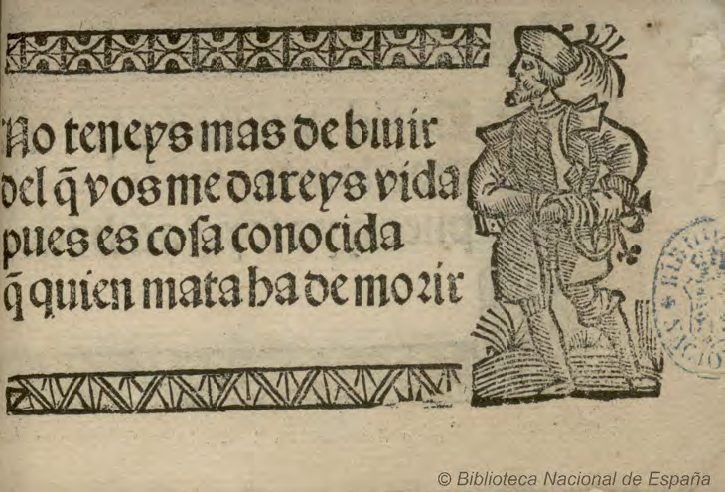 No teneys mas de biuir
del q̃ vos me dareys vida
pues es cosa conocida
q̃ quien mata ha de morir
© Biblioteca Nacional de España